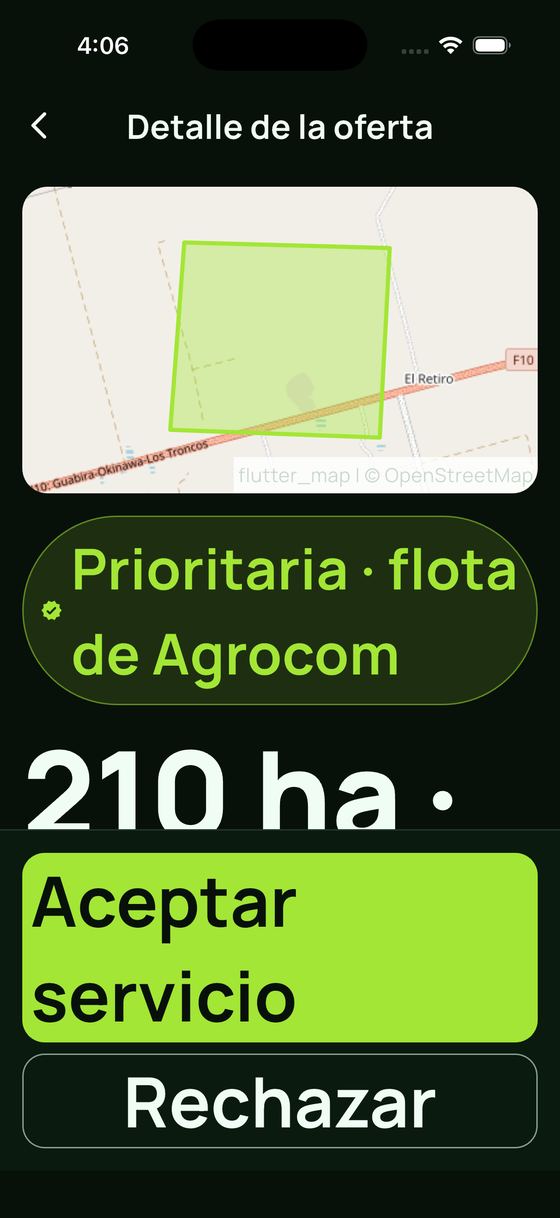 4:06
Detalle de la oferta
F10
El Retiro
10: Guabira-Okinawa-Los Troncos
flutter_map | © OpenStreetMap
Prioritaria · flota
de Agrocom
210 ha ·
Aceptar
servicio
Rechazar